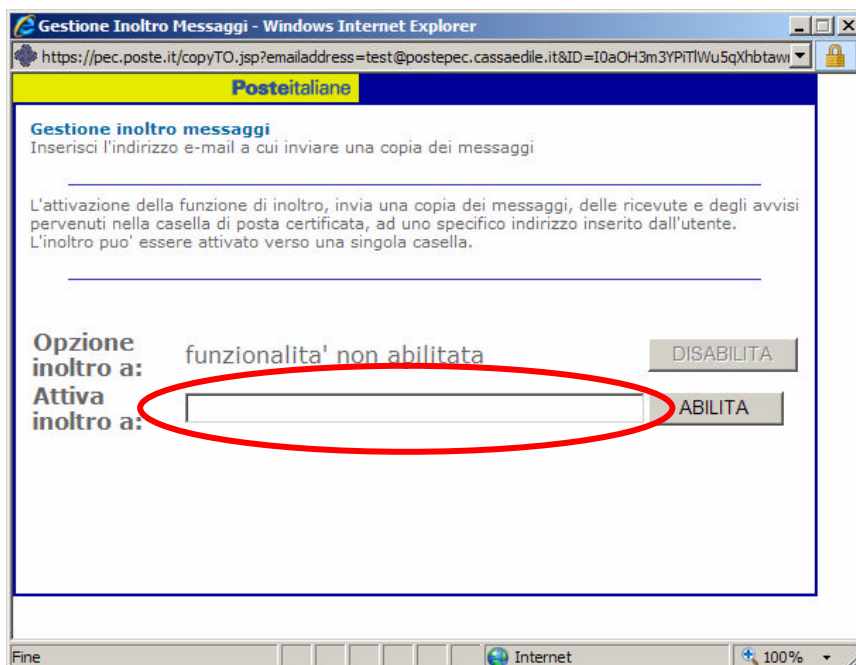 Gestione Inoltro Messaggi - Windows Internet Explorer
https://pec.poste.it/copyTO.jsp?emailaddress=test@postepec.cassaedile.it&ID=I0aOH3m3YPiTlWu5qXhbtawı
Posteitaliane
Gestione inoltro messaggi
Inserisci l'indirizzo e-mail a cui inviare una copia dei messaggi
L'attivazione della funzione di inoltro, invia una copia dei messaggi, delle ricevute e degli avvisi
pervenuti nella casella di posta certificata, ad uno specifico indirizzo inserito dall'utente.
L'inoltro puo' essere attivato verso una singola casella.
Opzione
inoltro a:
funzionalita' non abilitata
DISABILITA
Attiva
inoltro a:
ABILITA
Fine
Internet
100%